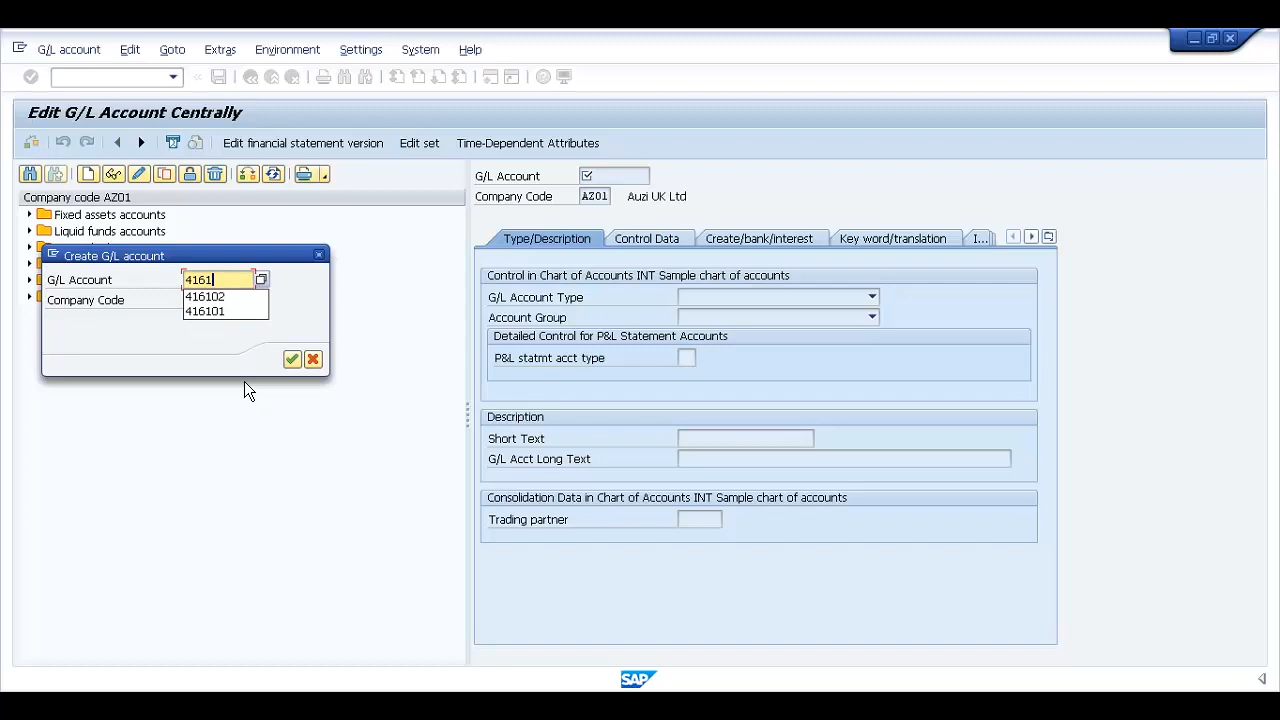 G/L account Edit Goto Extras Environment Settings System Help
Edit G/L Account Centrally
Edit financial statement version Edit set Time-Dependent Attributes
Company code AZ01
Fixed assets accounts
Liquid funds accounts
Create G/L account
G/L Account 4161
416102
416101
Company Code
G/L Account
Company Code AZ01 Auzi UK Ltd
Type/Description Control Data Create/bank/interest Key word/translation I...
Control in Chart of Accounts INT Sample chart of accounts
G/L Account Type
Account Group
Detailed Control for P&L Statement Accounts
P&L statmt acct type
Description
Short Text
G/L Acct Long Text
Consolidation Data in Chart of Accounts INT Sample chart of accounts
Trading partner
SAP